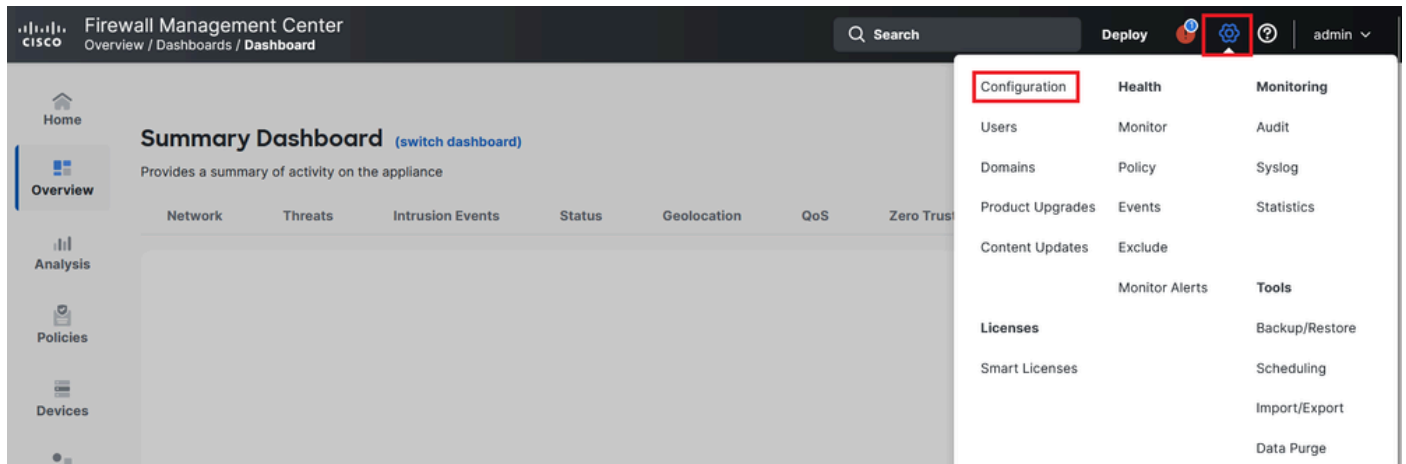 CISCO
Firewall Management Center
Overview / Dashboards / Dashboard
Search
Deploy
admin
Home
Overview
Analysis
Policies
Devices
Summary Dashboard (switch dashboard)
Provides a summary of activity on the appliance
Network Threats Intrusion Events Status Geolocation QoS Zero Trust
Configuration
Users
Domains
Product Upgrades
Content Updates
Licenses
Smart Licenses
Health
Monitor
Policy
Events
Exclude
Monitor Alerts
Monitoring
Audit
Syslog
Statistics
Tools
Backup/Restore
Scheduling
Import/Export
Data Purge